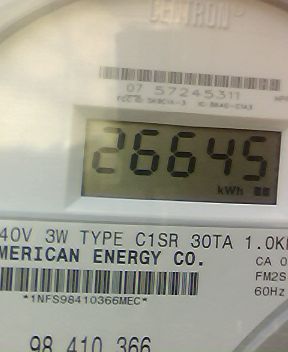 CENTRON®
07 57245311
26645
kWh
40V 3W TYPE C1SR 30TA 1.0K
MERICAN ENERGY CO.
CA 0
FM2S
60Hz
*1NFS98410366MEC*
98 410 366